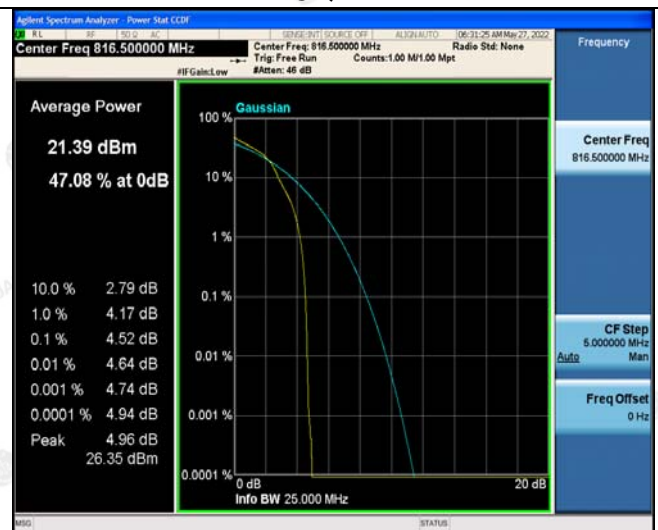 Agilent Spectrum Analyzer - Power Stat CCDF
RL RF 50 Ω AC SENSE:INT SOURCE OFF ALIGN AUTO 06:31:25 AM May 27, 2022
Center Freq 816.500000 MHz
Center Freq: 816.500000 MHz Radio Std: None
Trig: Free Run Counts:1.00 M/1.00 Mpt
#IFGain:Low #Atten: 46 dB
Frequency
Average Power
21.39 dBm
47.08 % at 0dB
10.0 % 2.79 dB
1.0 % 4.17 dB
0.1 % 4.52 dB
0.01 % 4.64 dB
0.001 % 4.74 dB
0.0001 % 4.94 dB
Peak 4.96 dB
26.35 dBm
Gaussian
100 %
10 %
1 %
0.1 %
0.01 %
0.001 %
0.0001 %
0 dB 20 dB
Info BW 25.000 MHz
Center Freq
816.500000 MHz
CF Step
5.000000 MHz
Auto Man
Freq Offset
0 Hz
MSG STATUS